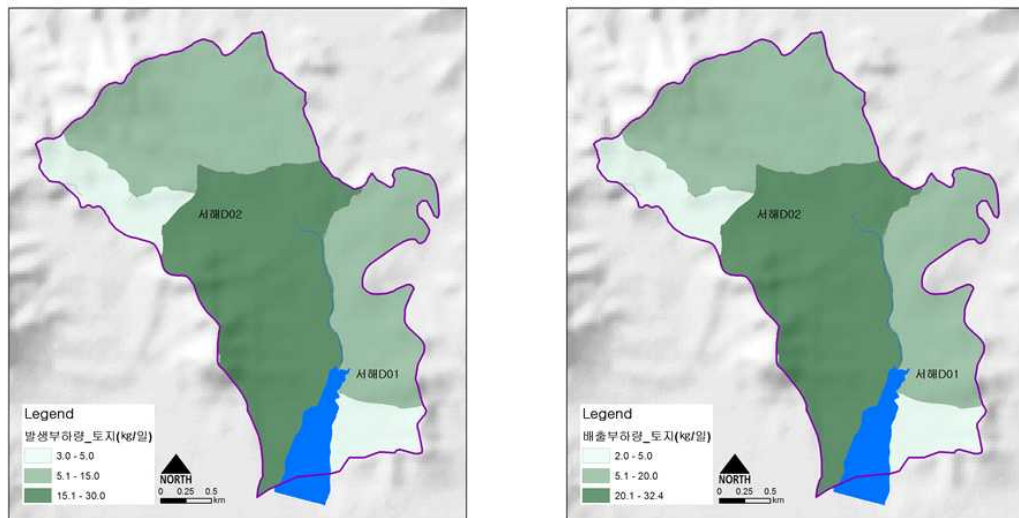 서해D02
서해D01
Legend
발생부하량_토지(kg/일)
3.0 - 5.0
5.1 - 15.0
15.1 - 30.0
NORTH
0 0.25 0.5
km
서해D02
서해D01
Legend
배출부하량_토지(kg/일)
2.0 - 5.0
5.1 - 20.0
20.1 - 32.4
NORTH
0 0.25 0.5
km